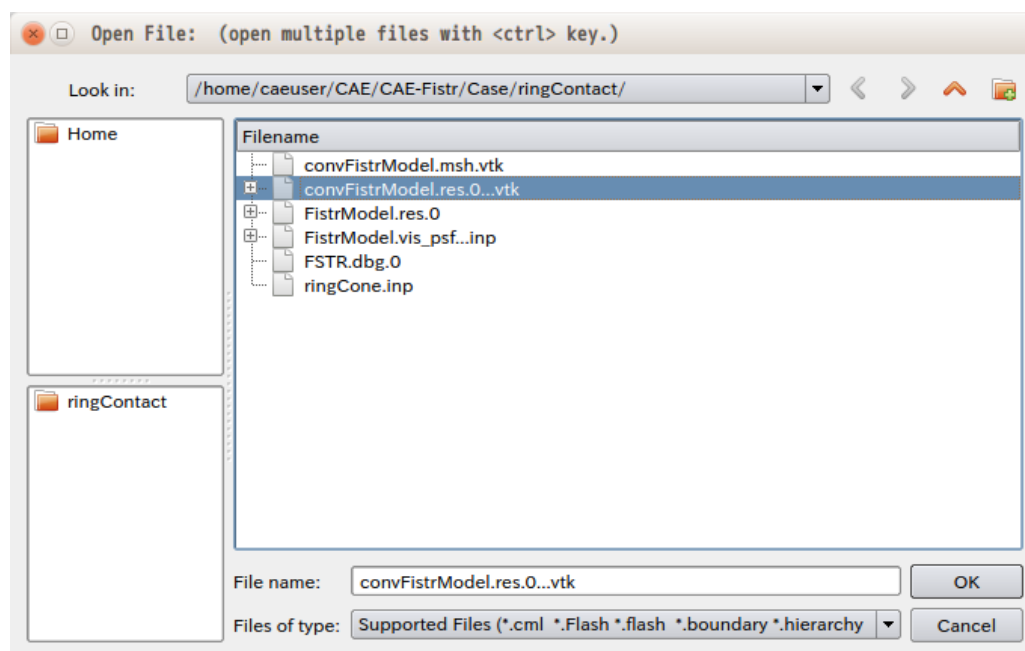 Open File:  (open multiple files with <ctrl> key.)
Look in: /home/caeuser/CAE/CAE-Fistr/Case/ringContact/
Home
Filename
convFistrModel.msh.vtk
convFistrModel.res.0...vtk
FistrModel.res.0
FistrModel.vis_psf...inp
FSTR.dbg.0
ringCone.inp
ringContact
File name: convFistrModel.res.0...vtk OK
Files of type: Supported Files (*.cml *.Flash *.flash *.boundary *.hierarchy Cancel